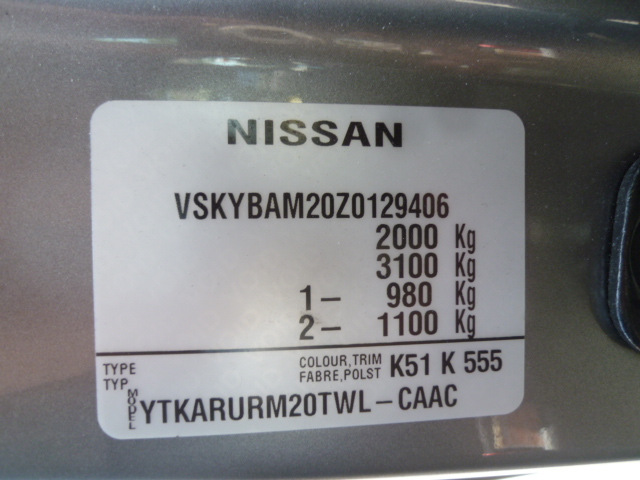 NISSAN
VSKYBAM20Z0129406
2000 Kg
3100 Kg
1- 980 Kg
2- 1100 Kg
TYPE
TYP
COLOUR,TRIM
FABRE,POLST
K51 K 555
MODEL
YTKARURM20TWL-CAAC